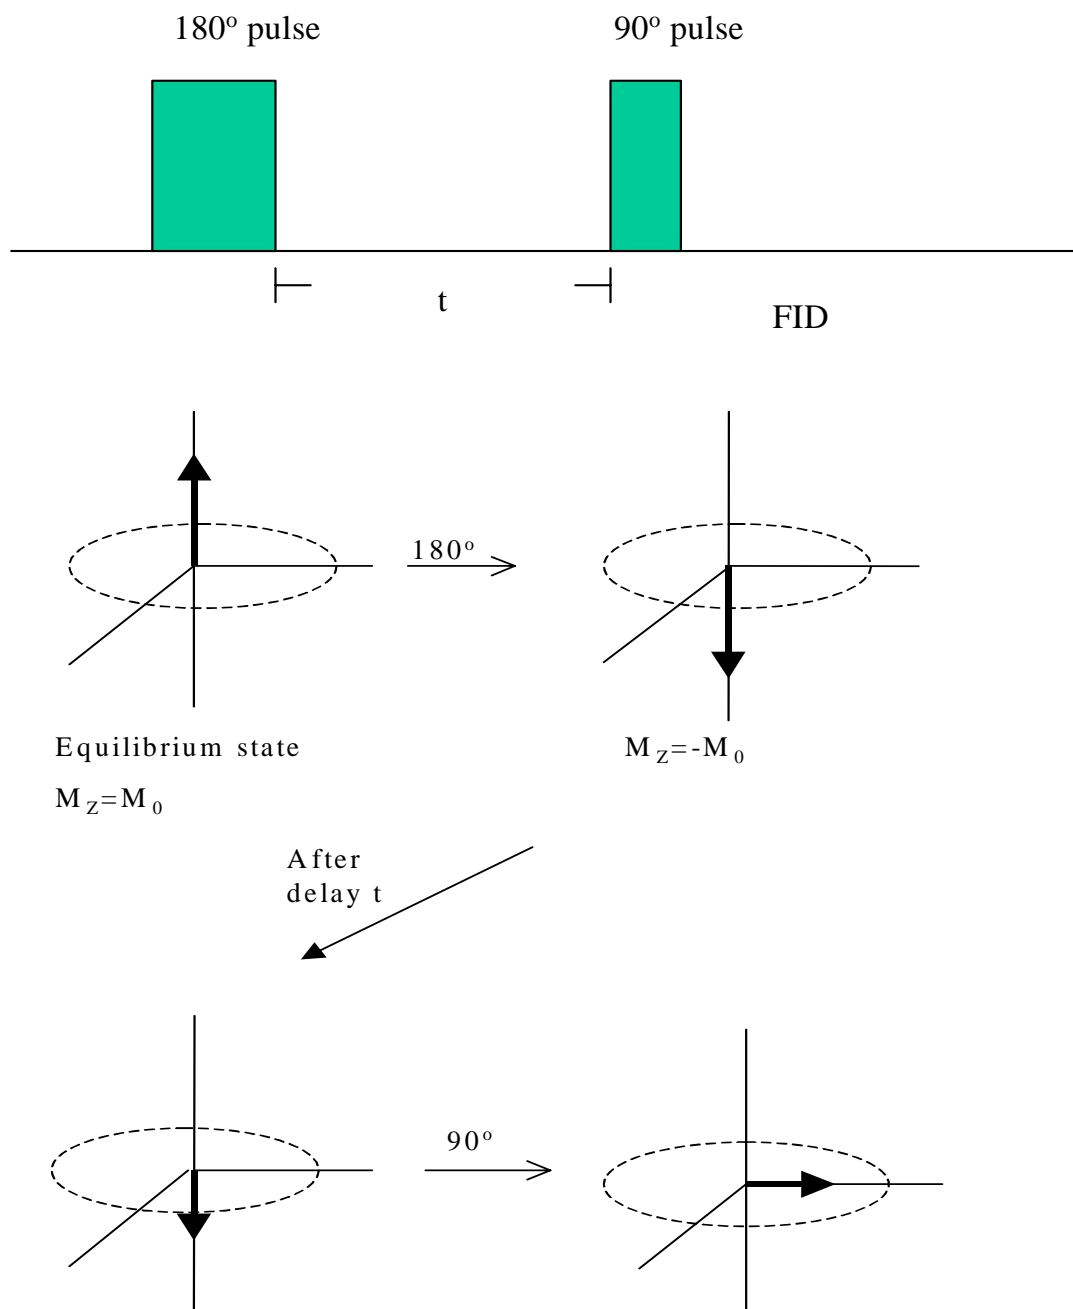 180º pulse
90º pulse
t
FID
180º
Equilibrium state
M Z=M 0
M Z=-M 0
After
delay t
90º